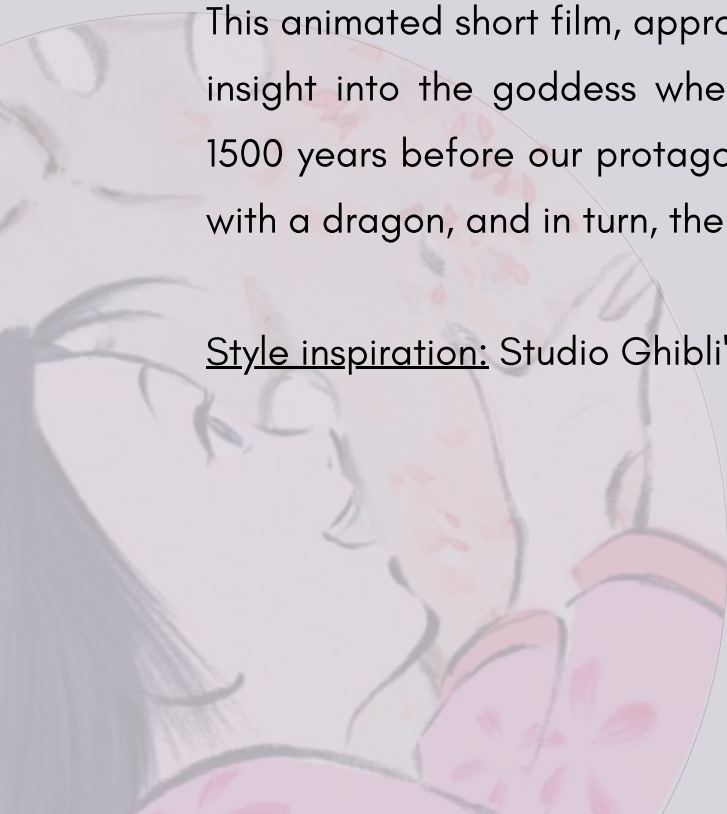 This animated short film, appro
insight into the goddess whe
1500 years before our protago
with a dragon, and in turn, the
Style inspiration: Studio Ghibli'